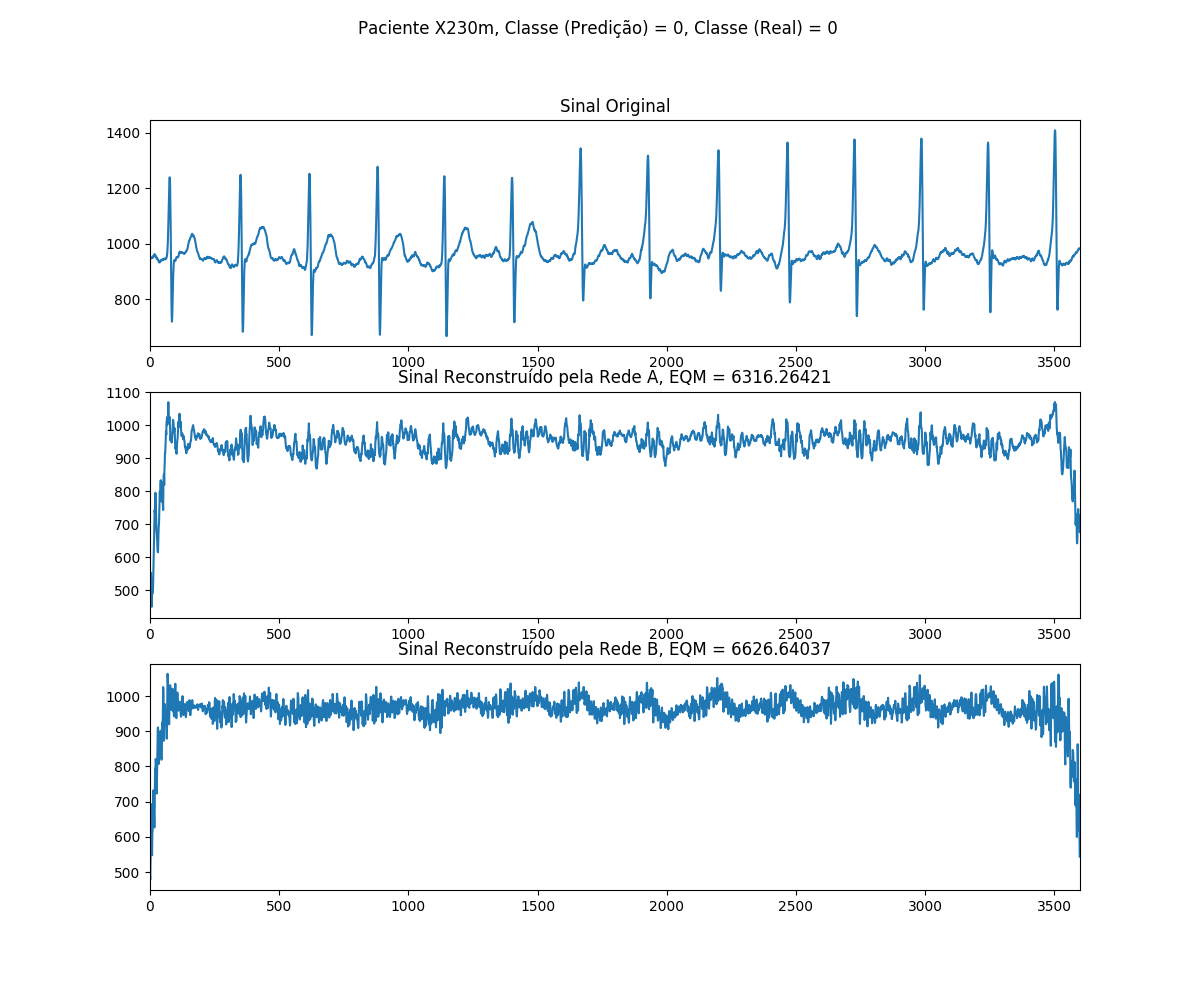 Paciente X230m, Classe (Predição) = 0, Classe (Real) = 0
Sinal Original
1400
1200
1000
800
0 500 1000 1500 2000 2500 3000 3500
Sinal Reconstruído pela Rede A, EQM = 6316.26421
1100
1000
900
800
700
600
500
0 500 1000 1500 2000 2500 3000 3500
Sinal Reconstruído pela Rede B, EQM = 6626.64037
1000
900
800
700
600
500
0 500 1000 1500 2000 2500 3000 3500